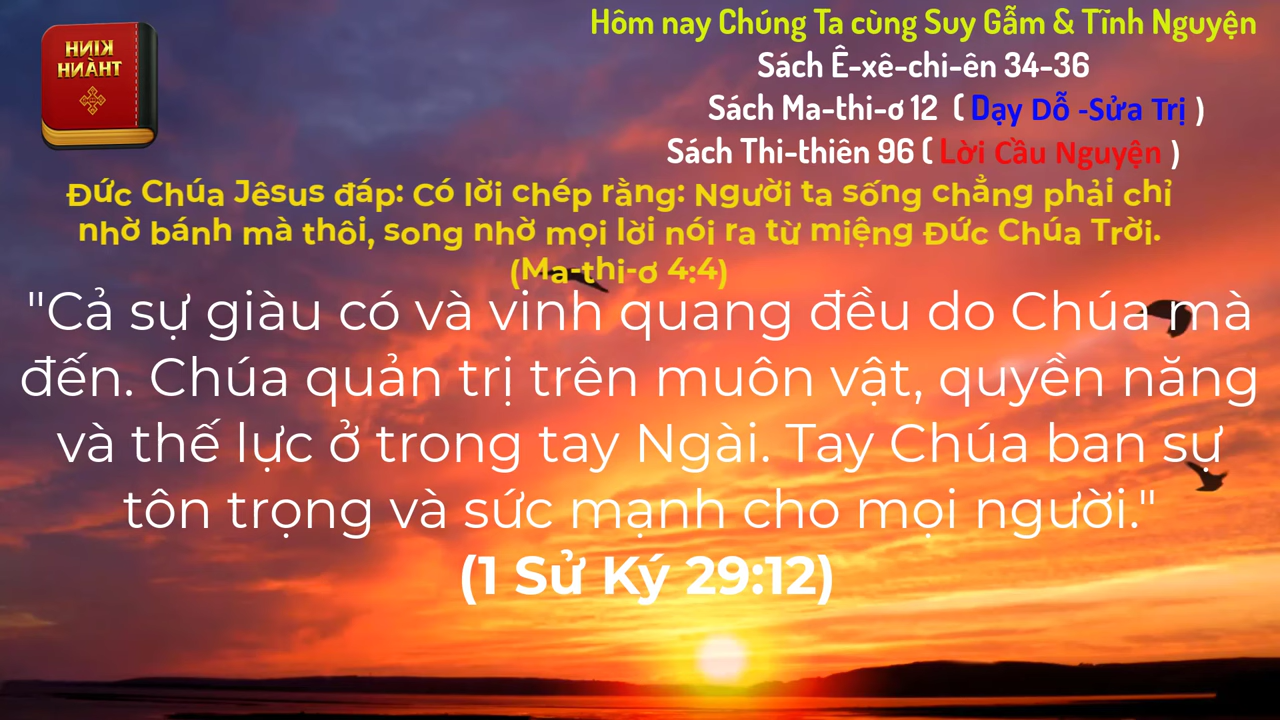 KINH
THÀNH
Hôm nay Chúng Ta cùng Suy Gẫm & Tĩnh Nguyện
Sách Ê-xê-chi-ên 34-36
Sách Ma-thi-ơ 12 ( Dạy Dỗ -Sửa Trị )
Sách Thi-thiên 96 ( Lời Cầu Nguyện )
Đức Chúa Jêsus đáp: Có lời chép rằng: Người ta sống chẳng phải chỉ
nhờ bánh mà thôi, song nhờ mọi lời nói ra từ miệng Đức Chúa Trời.
(Ma-thi-ơ 4:4)
"Cả sự giàu có và vinh quang đều do Chúa mà
đến. Chúa quản trị trên muôn vật, quyền năng
và thế lực ở trong tay Ngài. Tay Chúa ban sự
tôn trọng và sức mạnh cho mọi người."
(1 Sử Ký 29:12)